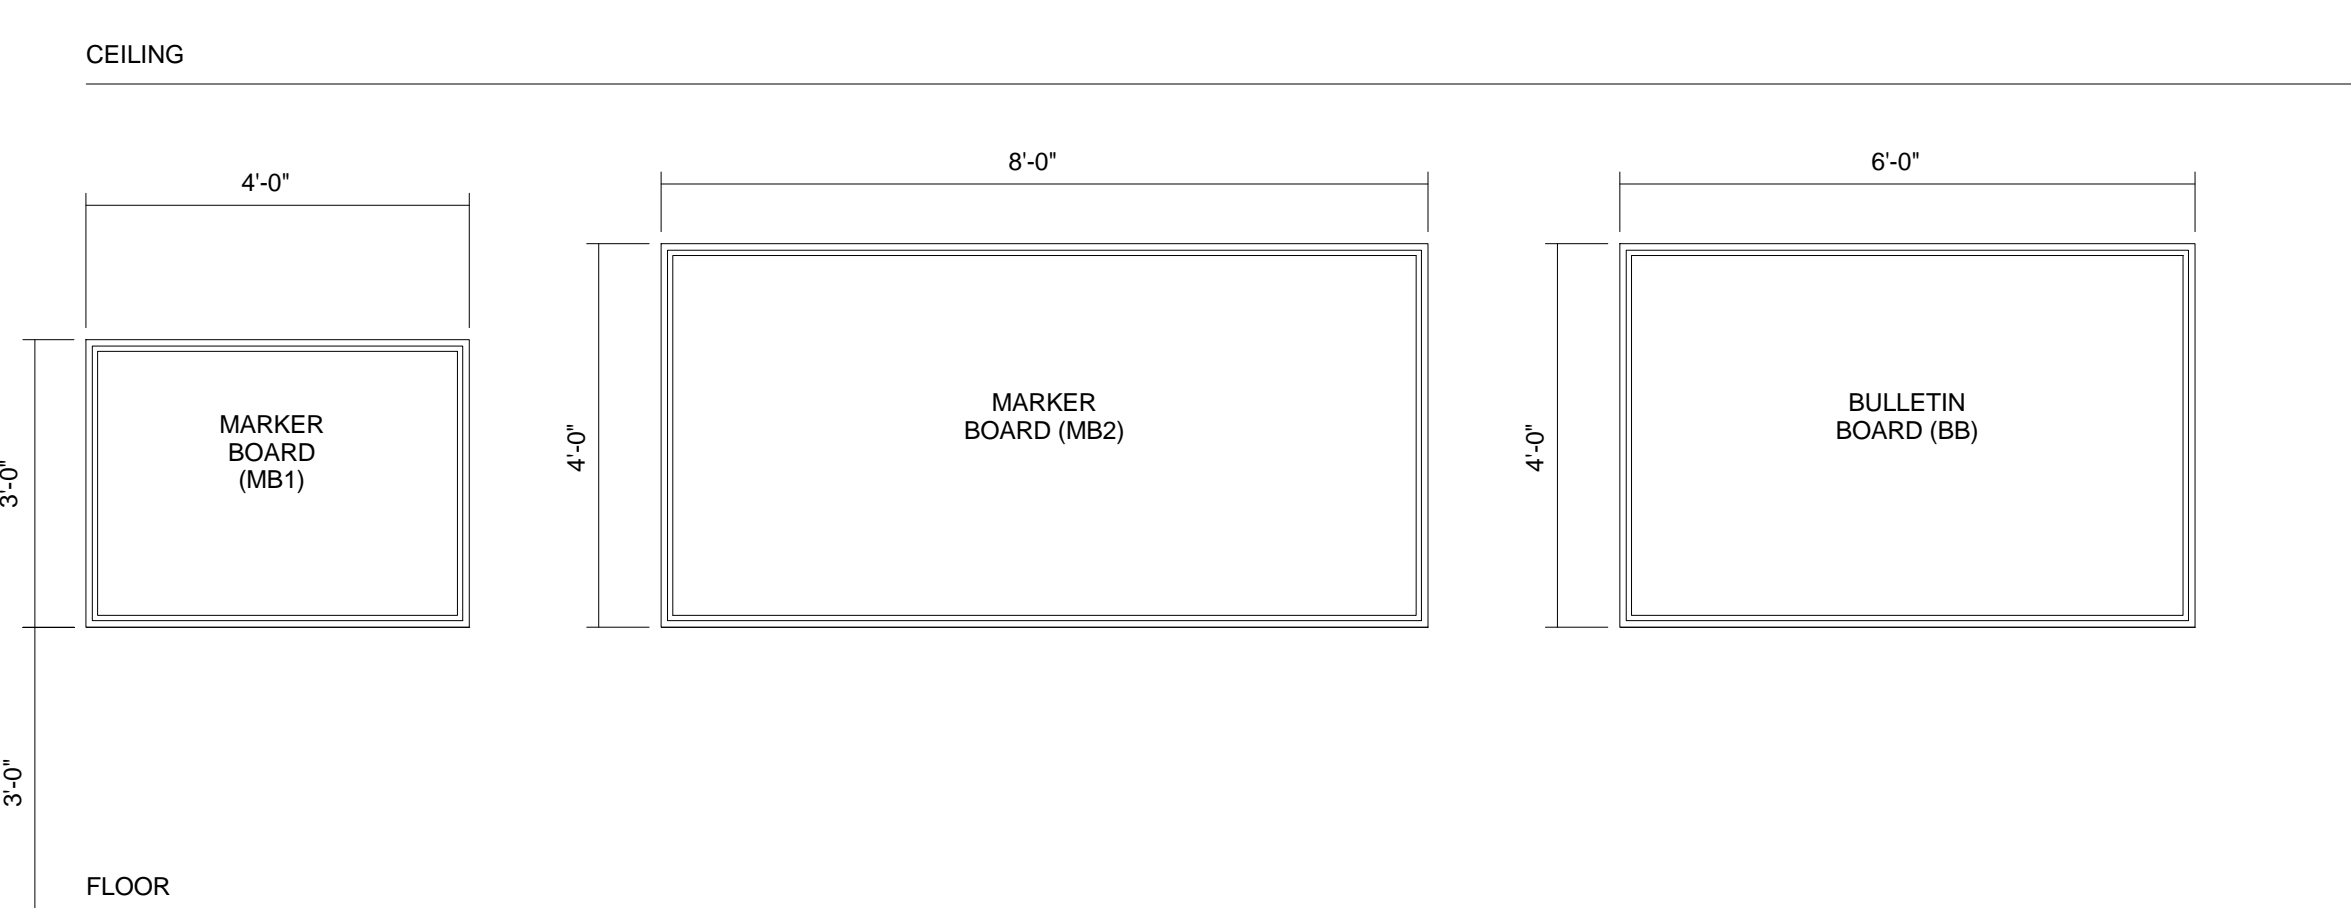 CEILING
4'-0"
8'-0"
6'-0"
3'-0"
MARKER
BOARD
(MB1)
4'-0"
MARKER
BOARD (MB2)
4'-0"
BULLETIN
BOARD (BB)
3'-0"
FLOOR